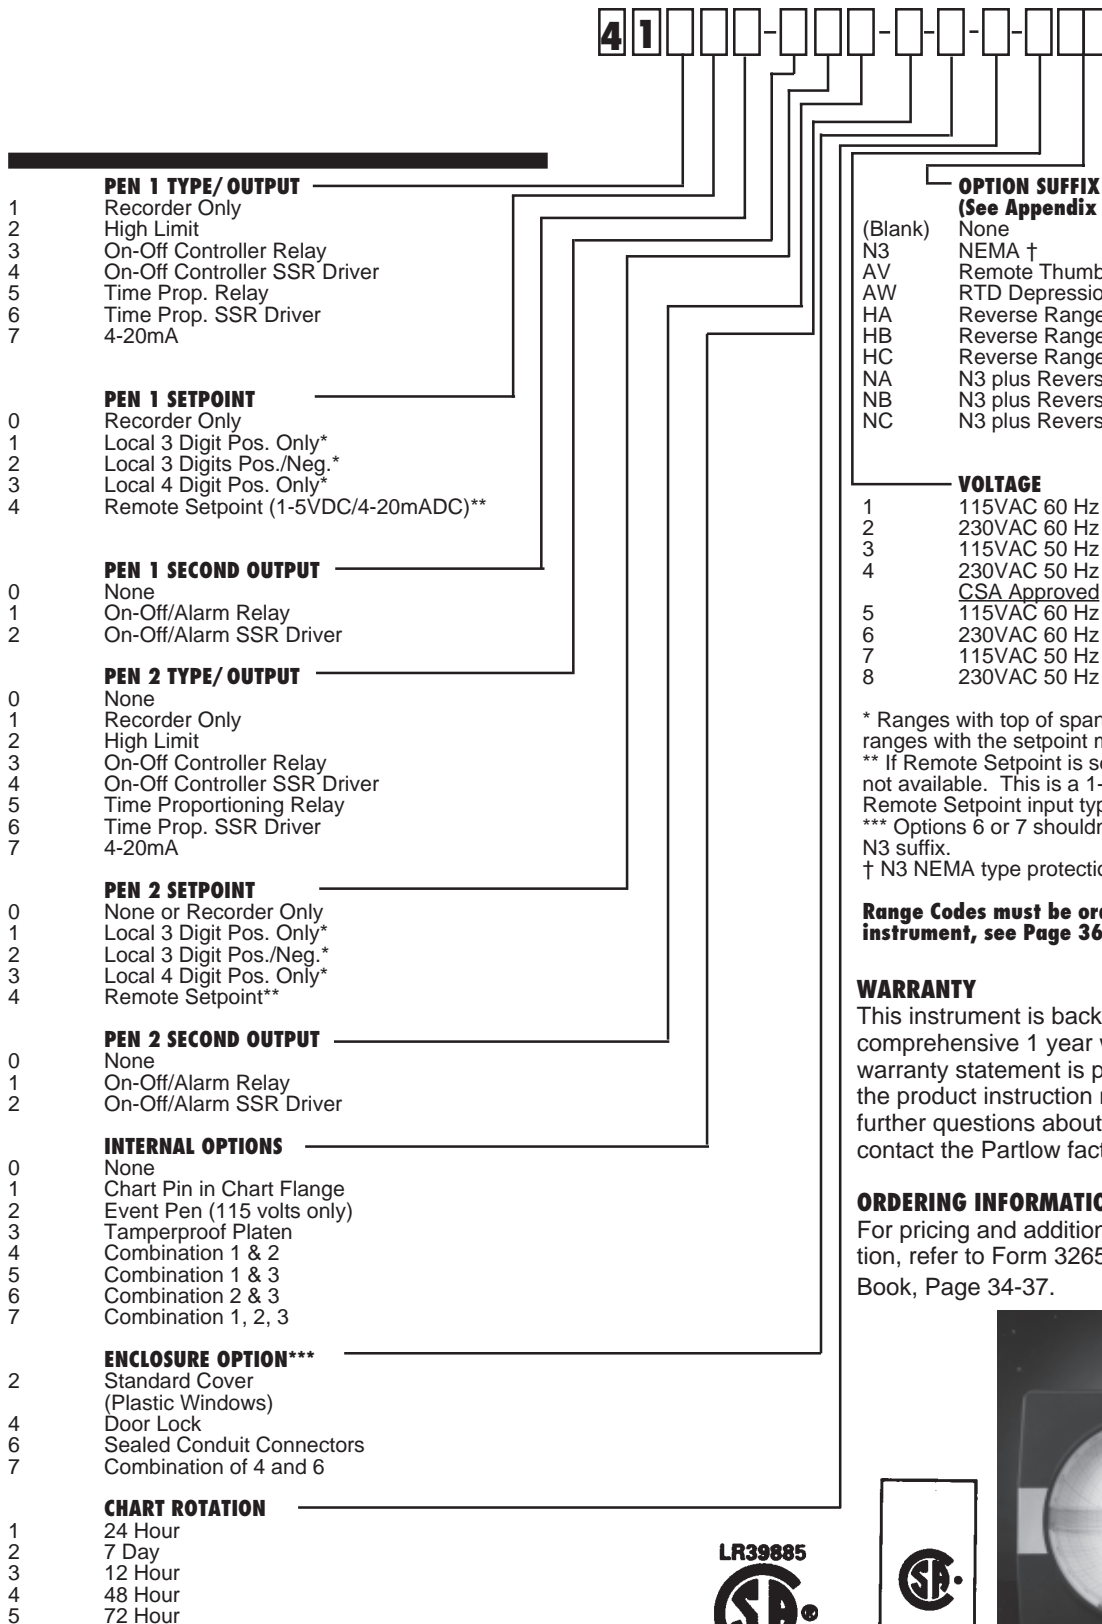 4 1 - - - - -
PEN 1 TYPE/OUTPUT
1 Recorder Only
2 High Limit
3 On-Off Controller Relay
4 On-Off Controller SSR Driver
5 Time Prop. Relay
6 Time Prop. SSR Driver
7 4-20mA
PEN 1 SETPOINT
0 Recorder Only
1 Local 3 Digit Pos. Only*
2 Local 3 Digits Pos./Neg.*
3 Local 4 Digit Pos. Only*
4 Remote Setpoint (1-5VDC/4-20mADC)**
PEN 1 SECOND OUTPUT
0 None
1 On-Off/Alarm Relay
2 On-Off/Alarm SSR Driver
PEN 2 TYPE/OUTPUT
0 None
1 Recorder Only
2 High Limit
3 On-Off Controller Relay
4 On-Off Controller SSR Driver
5 Time Proportioning Relay
6 Time Prop. SSR Driver
7 4-20mA
PEN 2 SETPOINT
0 None or Recorder Only
1 Local 3 Digit Pos. Only*
2 Local 3 Digit Pos./Neg.*
3 Local 4 Digit Pos. Only*
4 Remote Setpoint**
PEN 2 SECOND OUTPUT
0 None
1 On-Off/Alarm Relay
2 On-Off/Alarm SSR Driver
INTERNAL OPTIONS
0 None
1 Chart Pin in Chart Flange
2 Event Pen (115 volts only)
3 Tamperproof Platen
4 Combination 1 & 2
5 Combination 1 & 3
6 Combination 2 & 3
7 Combination 1, 2, 3
ENCLOSURE OPTION***
2 Standard Cover
(Plastic Windows)
4 Door Lock
6 Sealed Conduit Connectors
7 Combination of 4 and 6
CHART ROTATION
1 24 Hour
2 7 Day
3 12 Hour
4 48 Hour
5 72 Hour
OPTION SUFFIX
(See Appendix
(Blank) None
N3 NEMA †
AV Remote Thumb
AW RTD Depressio
HA Reverse Range
HB Reverse Range
HC Reverse Range
NA N3 plus Revers
NB N3 plus Revers
NC N3 plus Revers
VOLTAGE
1 115VAC 60 Hz
2 230VAC 60 Hz
3 115VAC 50 Hz
4 230VAC 50 Hz
CSA Approved
5 115VAC 60 Hz
6 230VAC 60 Hz
7 115VAC 50 Hz
8 230VAC 50 Hz
* Ranges with top of span
ranges with the setpoint
** If Remote Setpoint is se
not available. This is a 1-
Remote Setpoint input typ
*** Options 6 or 7 shouldn
N3 suffix.
† N3 NEMA type protectio
Range Codes must be ord
instrument, see Page 36
WARRANTY
This instrument is back
comprehensive 1 year
warranty statement is p
the product instruction
further questions about
contact the Partlow fact
ORDERING INFORMATIO
For pricing and addition
tion, refer to Form 3265
Book, Page 34-37.
LR39885
SA
SA